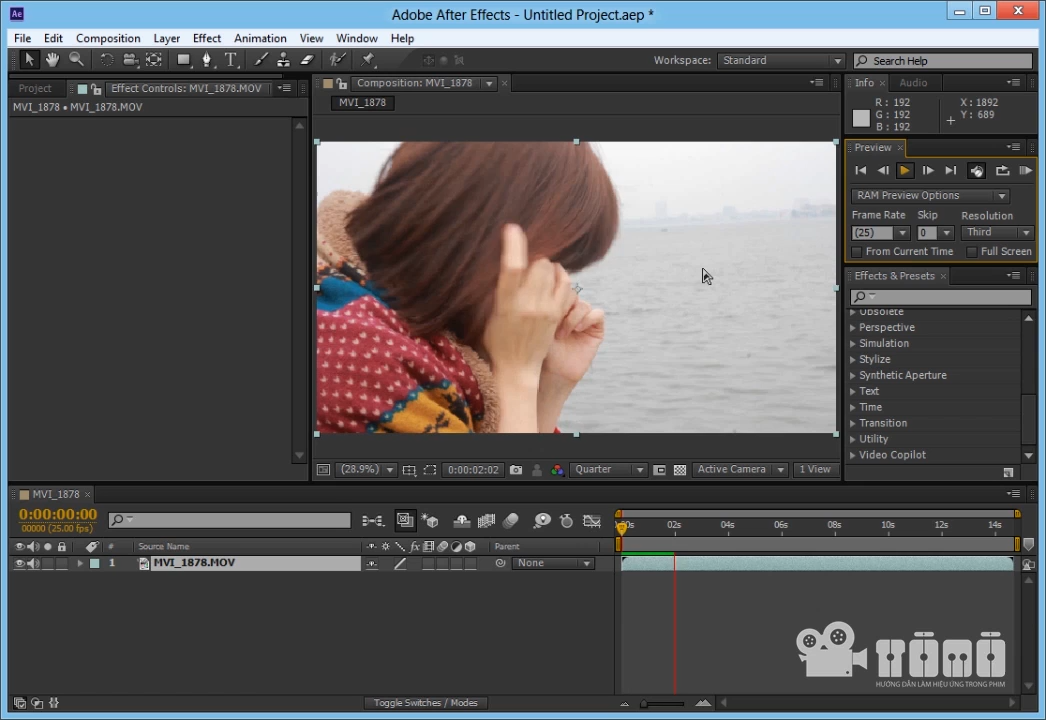 Ae
Adobe After Effects - Untitled Project.aep *
File Edit Composition Layer Effect Animation View Window Help
Workspace: Standard
Search Help
Project
Effect Controls: MVI_1878.MOV
MVI_1878 • MVI_1878.MOV
Composition: MVI_1878
MVI_1878
Info
Audio
R : 192
G : 192
B : 192
X : 1892
Y : 689
Preview
RAM Preview Options
Frame Rate Skip Resolution
(25) 0 Third
From Current Time Full Screen
Effects & Presets
Obsolete
Perspective
Simulation
Stylize
Synthetic Aperture
Text
Time
Transition
Utility
Video Copilot
(28.9%) 0:00:02:02 Quarter Active Camera 1 View
MVI_1878
0:00:00:00
00000 (25.00 fps)
02s 04s 06s 08s 10s 12s 14s
# Source Name Parent
1 MVI_1878.MOV None
HƯỚNG DẪN LÀM HIỆU ỨNG TRONG PHIM
Toggle Switches / Modes